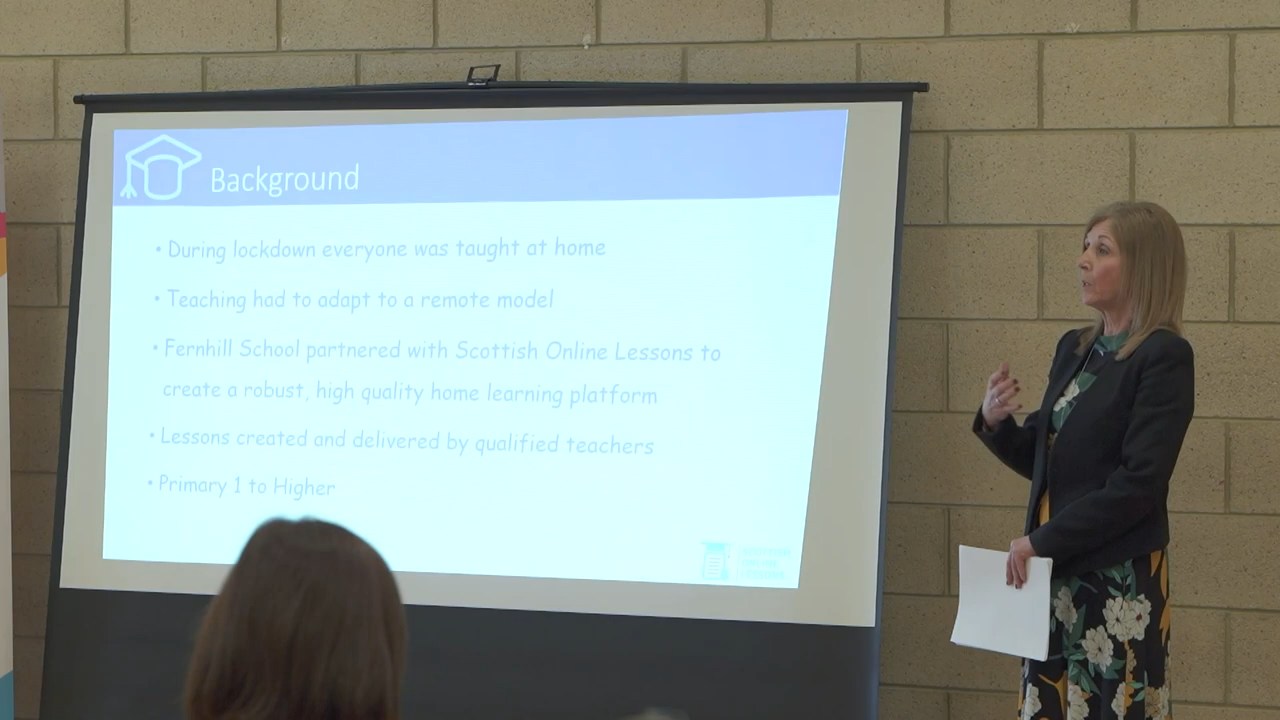 Background
• During lockdown everyone was taught at home
• Teaching had to adapt to a remote model
• Fernhill School partnered with Scottish Online Lessons to
create a robust, high quality home learning platform
• Lessons created and delivered by qualified teachers
• Primary 1 to Higher